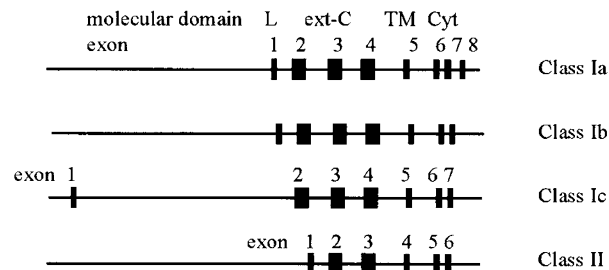 molecular domain L ext-C TM Cyt
exon 1 2 3 4 5 6 7 8
Class Ia
Class Ib
exon 1 2 3 4 5 6 7
Class Ic
exon 1 2 3 4 5 6
Class II